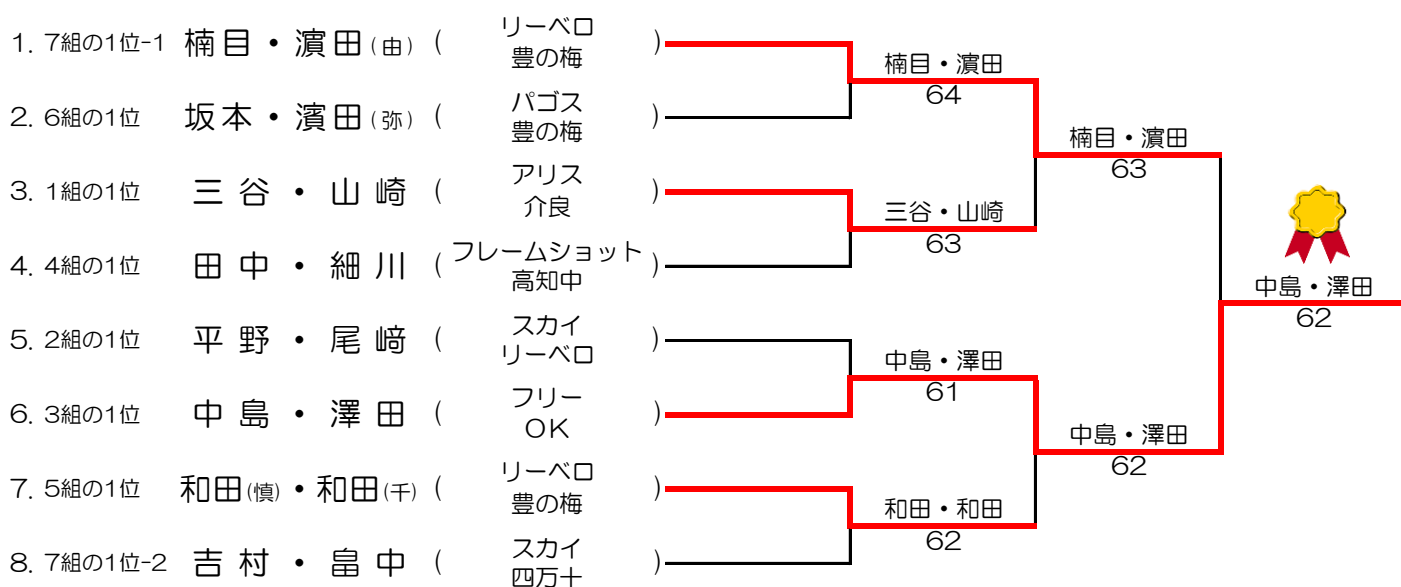 1. 7組の1位-1 楠目・濵田(由) ( リーベロ 豊の梅 )
楠目・濵田
64
2. 6組の1位 坂本・濱田(弥) ( パゴス 豊の梅 )
楠目・濵田
63
3. 1組の1位 三谷・山崎 ( アリス 介良 )
三谷・山崎
63
4. 4組の1位 田中・細川 ( フレームショット 高知中 )
中島・澤田
62
5. 2組の1位 平野・尾﨑 ( スカイ リーベロ )
中島・澤田
61
6. 3組の1位 中島・澤田 ( フリー OK )
中島・澤田
62
7. 5組の1位 和田(慎)・和田(千) ( リーベロ 豊の梅 )
和田・和田
62
8. 7組の1位-2 吉村・畠中 ( スカイ 四万十 )